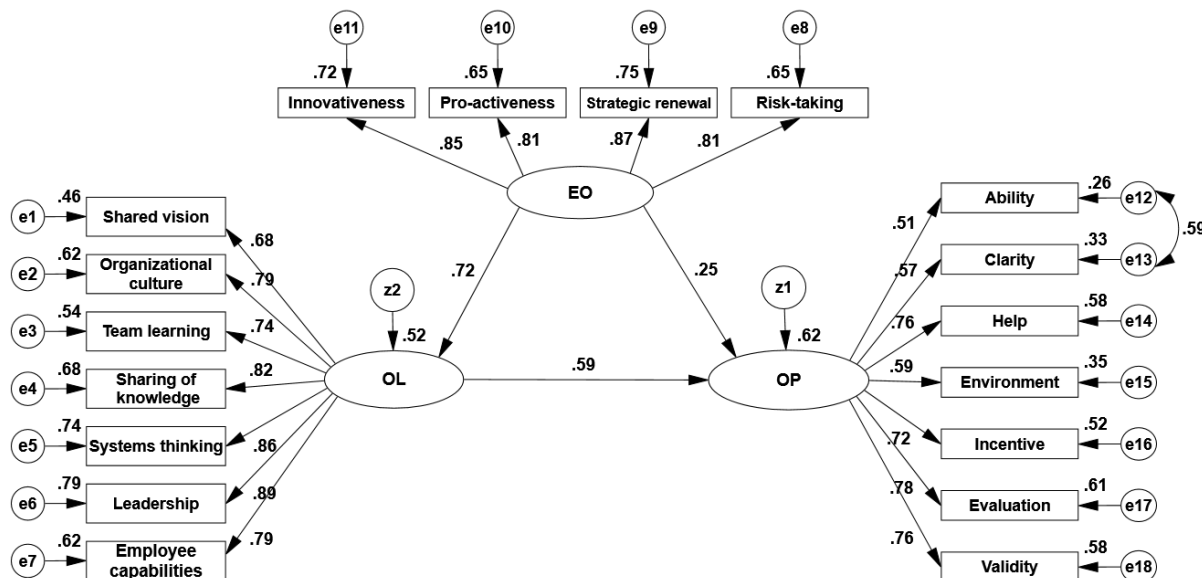 e11 e10 e9 e8
.72 .65 .75 .65
Innovativeness Pro-activeness Strategic renewal Risk-taking
.85 .81 .87 .81
EO
.72 .25
e1 .46 Shared vision .68
e2 .62 Organizational
culture .79
e3 .54 Team learning .74
e4 .68 Sharing of
knowledge .82
e5 .74 Systems thinking .86
e6 .79 Leadership .89
e7 .62 Employee
capabilities .79
z2
.52
OL
.59
z1
.62
OP
.51 Ability .26 e12
.59
.57 Clarity .33 e13
.76 Help .58 e14
.59 Environment .35 e15
.72 Incentive .52 e16
.78 Evaluation .61 e17
.76 Validity .58 e18